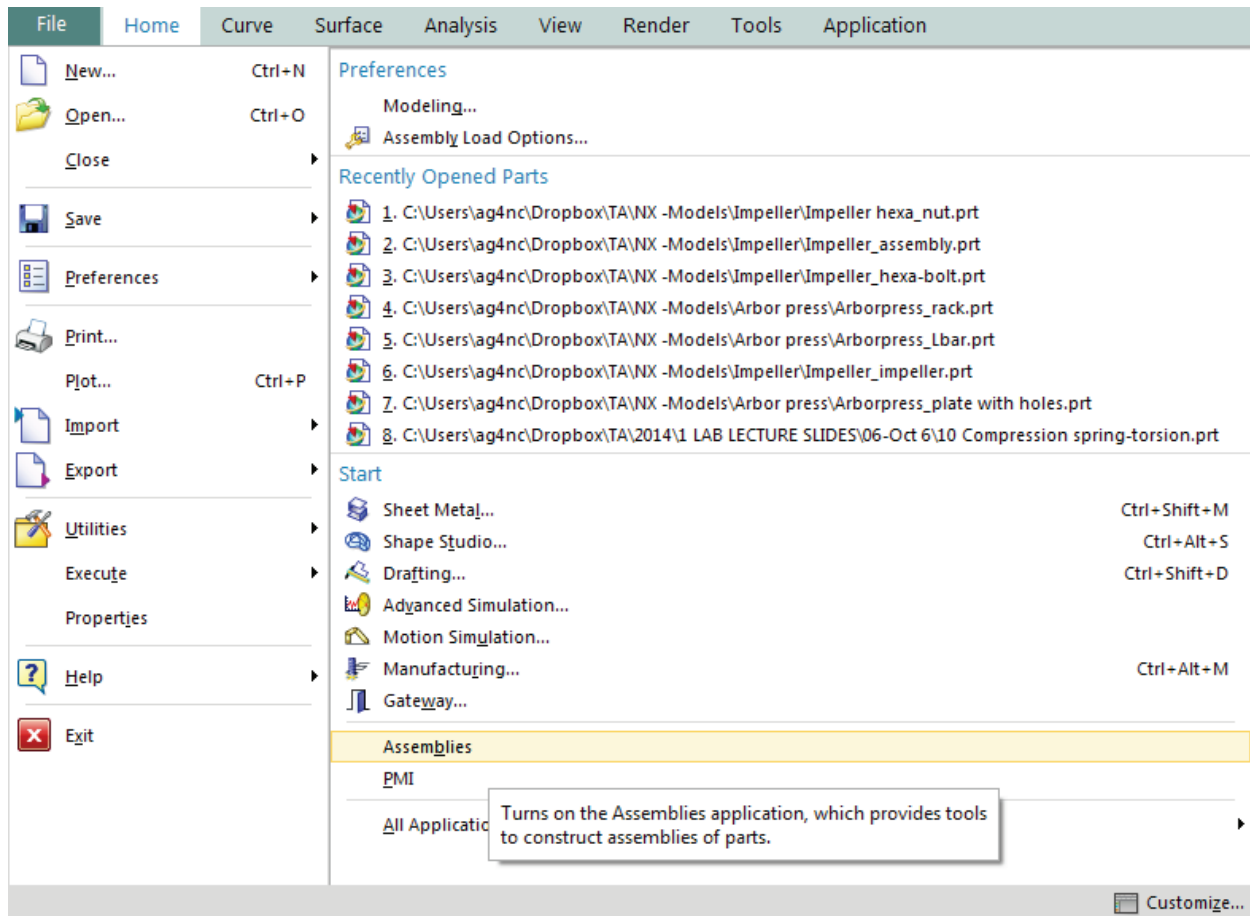 File Home Curve Surface Analysis View Render Tools Application
New... Ctrl+N
Open... Ctrl+O
Close
Save
Preferences
Print...
Plot... Ctrl+P
Import
Export
Utilities
Execute
Properties
Help
Exit
Preferences
Modeling...
Assembly Load Options...
Recently Opened Parts
1. C:\Users\ag4nc\Dropbox\TA\NX -Models\Impeller\Impeller hexa_nut.prt
2. C:\Users\ag4nc\Dropbox\TA\NX -Models\Impeller\Impeller_assembly.prt
3. C:\Users\ag4nc\Dropbox\TA\NX -Models\Impeller\Impeller_hexa-bolt.prt
4. C:\Users\ag4nc\Dropbox\TA\NX -Models\Arbor press\Arborpress_rack.prt
5. C:\Users\ag4nc\Dropbox\TA\NX -Models\Arbor press\Arborpress_Lbar.prt
6. C:\Users\ag4nc\Dropbox\TA\NX -Models\Impeller\Impeller_impeller.prt
7. C:\Users\ag4nc\Dropbox\TA\NX -Models\Arbor press\Arborpress_plate with holes.prt
8. C:\Users\ag4nc\Dropbox\TA\2014\1 LAB LECTURE SLIDES\06-Oct 6\10 Compression spring-torsion.prt
Start
Sheet Metal... Ctrl+Shift+M
Shape Studio... Ctrl+Alt+S
Drafting... Ctrl+Shift+D
Advanced Simulation...
Motion Simulation...
Manufacturing... Ctrl+Alt+M
Gateway...
Assemblies
PMI
All Applicatio
Turns on the Assemblies application, which provides tools
to construct assemblies of parts.
Customize...